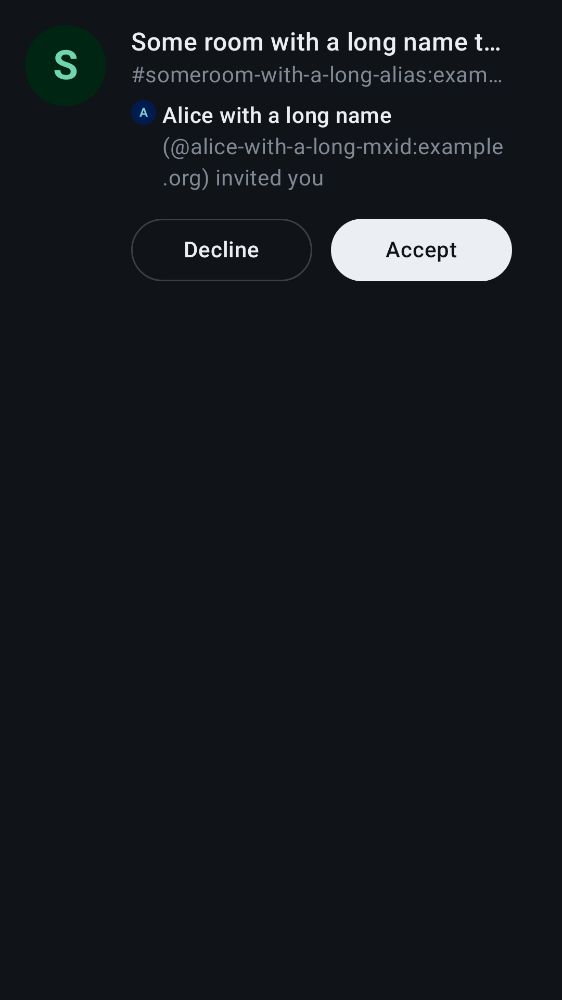 S
Some room with a long name t…
#someroom-with-a-long-alias:exam…
A
Alice with a long name
(@alice-with-a-long-mxid:example
.org) invited you
Decline
Accept